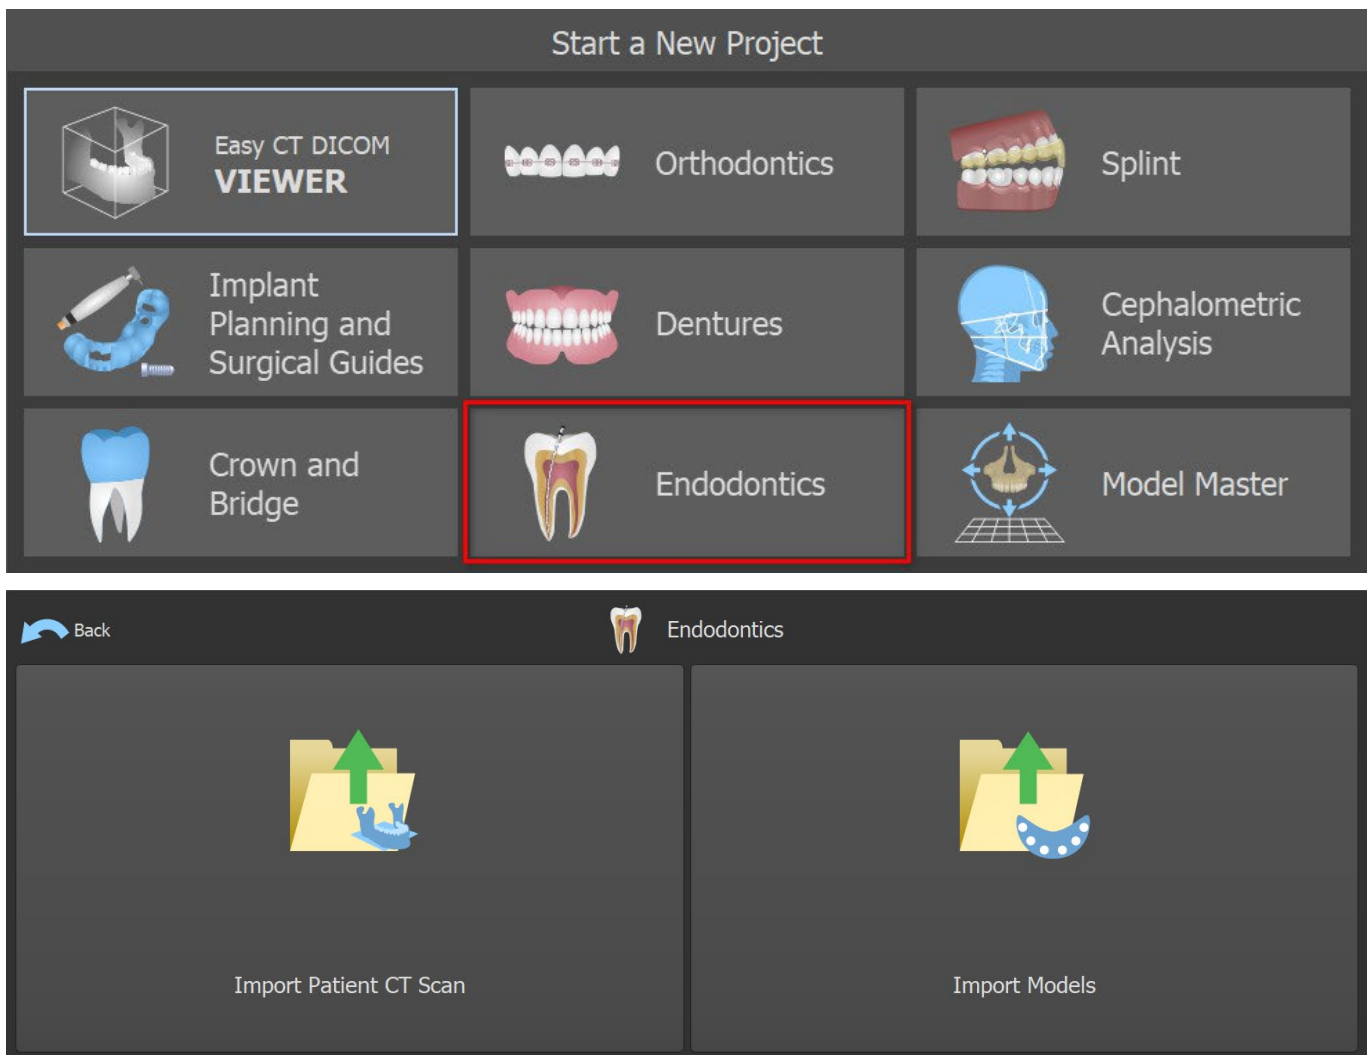 Start a New Project
Easy CT DICOM
VIEWER
Orthodontics
Splint
Implant
Planning and
Surgical Guides
Dentures
Cephalometric
Analysis
Crown and
Bridge
Endodontics
Model Master
Back
Endodontics
Import Patient CT Scan
Import Models